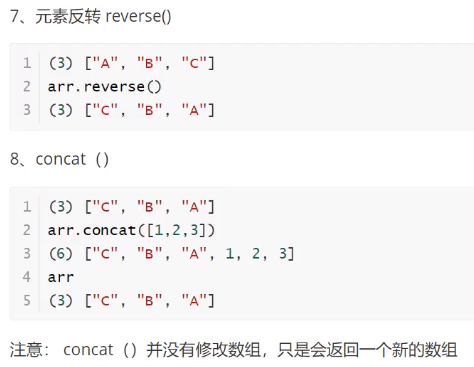 7、元素反转 reverse()
1 (3) ["A", "B", "C"]
2 arr.reverse()
3 (3) ["C", "B", "A"]
8、concat（）
1 (3) ["C", "B", "A"]
2 arr.concat([1,2,3])
3 (6) ["C", "B", "A", 1, 2, 3]
4 arr
5 (3) ["C", "B", "A"]
注意： concat（）并没有修改数组，只是会返回一个新的数组